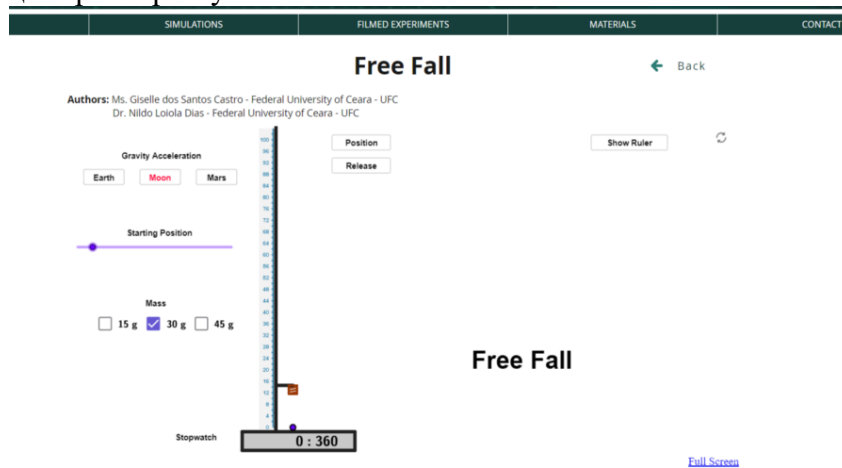 SIMULATIONS FILMED EXPERIMENTS MATERIALS CONTACT
Free Fall
Back
Authors: Ms. Giselle dos Santos Castro - Federal University of Ceara - UFC
Dr. Nildo Loiola Dias - Federal University of Ceara - UFC
Position
Show Ruler
Gravity Acceleration
Release
Earth Moon Mars
Starting Position
Mass
15 g 30 g 45 g
Free Fall
Stopwatch
0 : 360
Full Screen